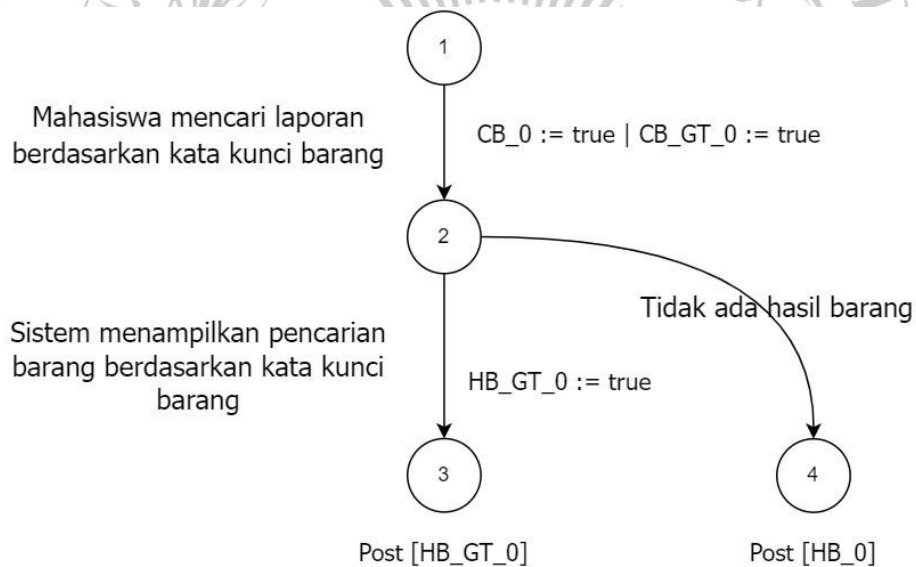 1
Mahasiswa mencari laporan
berdasarkan kata kunci barang
CB_0 := true | CB_GT_0 := true
2
Tidak ada hasil barang
Sistem menampilkan pencarian
barang berdasarkan kata kunci
barang
HB_GT_0 := true
3
4
Post [HB_GT_0]
Post [HB_0]